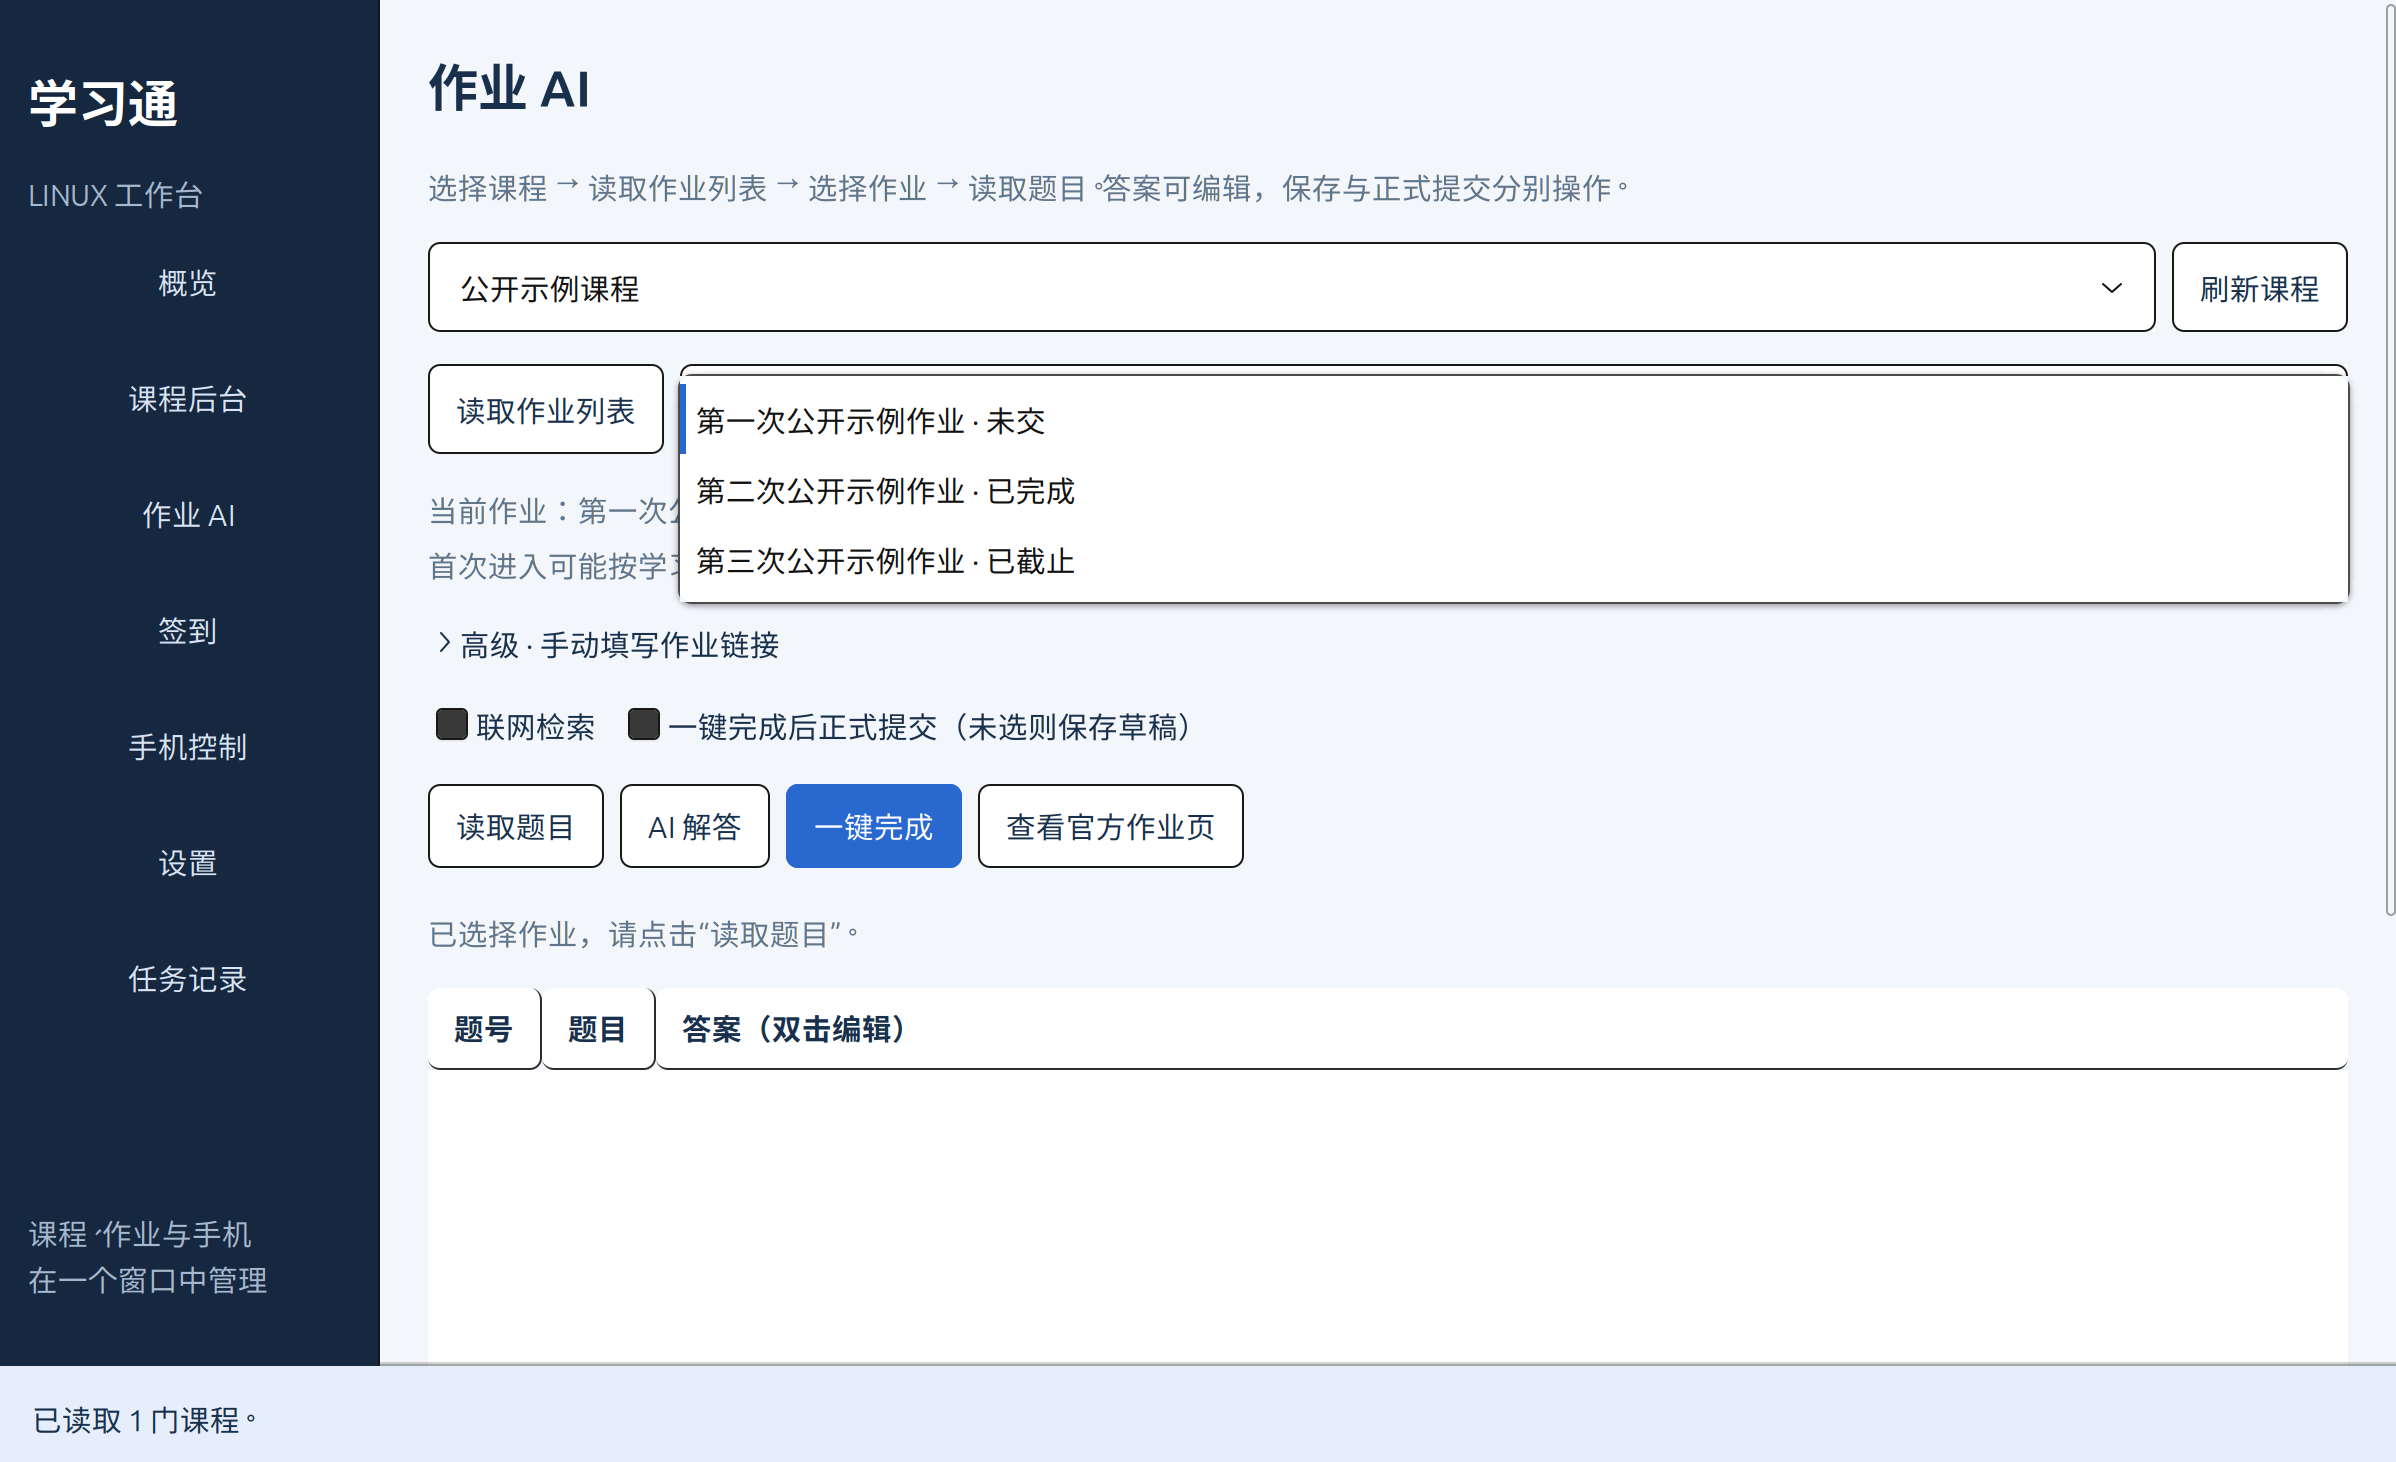 学习通
LINUX 工作台
概览
课程后台
作业 AI
签到
手机控制
设置
任务记录
课程、作业与手机
在一个窗口中管理
作业 AI
选择课程 → 读取作业列表 → 选择作业 → 读取题目。答案可编辑，保存与正式提交分别操作。
公开示例课程
刷新课程
读取作业列表
第一次公开示例作业 · 未交
第二次公开示例作业 · 已完成
第三次公开示例作业 · 已截止
当前作业：第一次
首次进入可能按学
高级 · 手动填写作业链接
联网检索
一键完成后正式提交（未选则保存草稿）
读取题目
AI 解答
一键完成
查看官方作业页
已选择作业，请点击“读取题目”。
题号
题目
答案（双击编辑）
已读取 1 门课程。